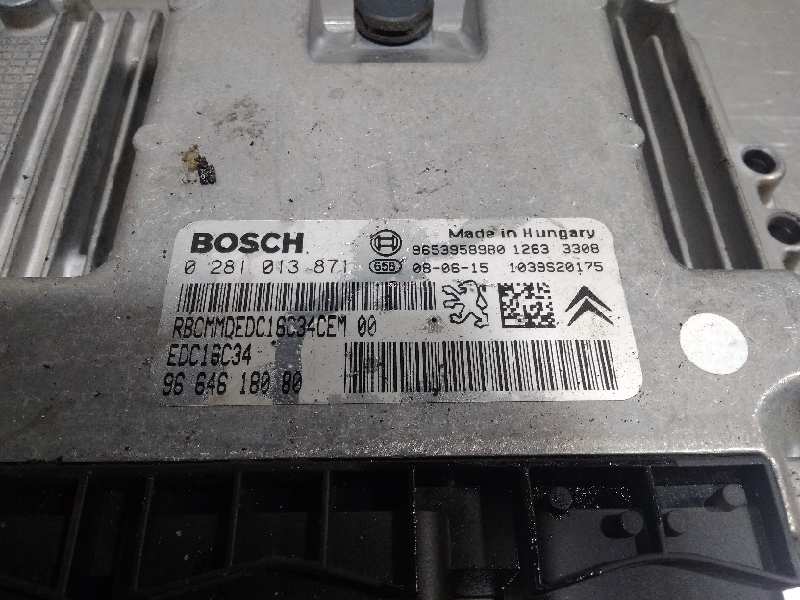 BOSCH
Made in Hungary
9653958980 1263 3308
0 281 013 871 65B 08-06-15 1039S20175
RBCMMDEDC16C34CEM 00
EDC16C34
96 646 180 80